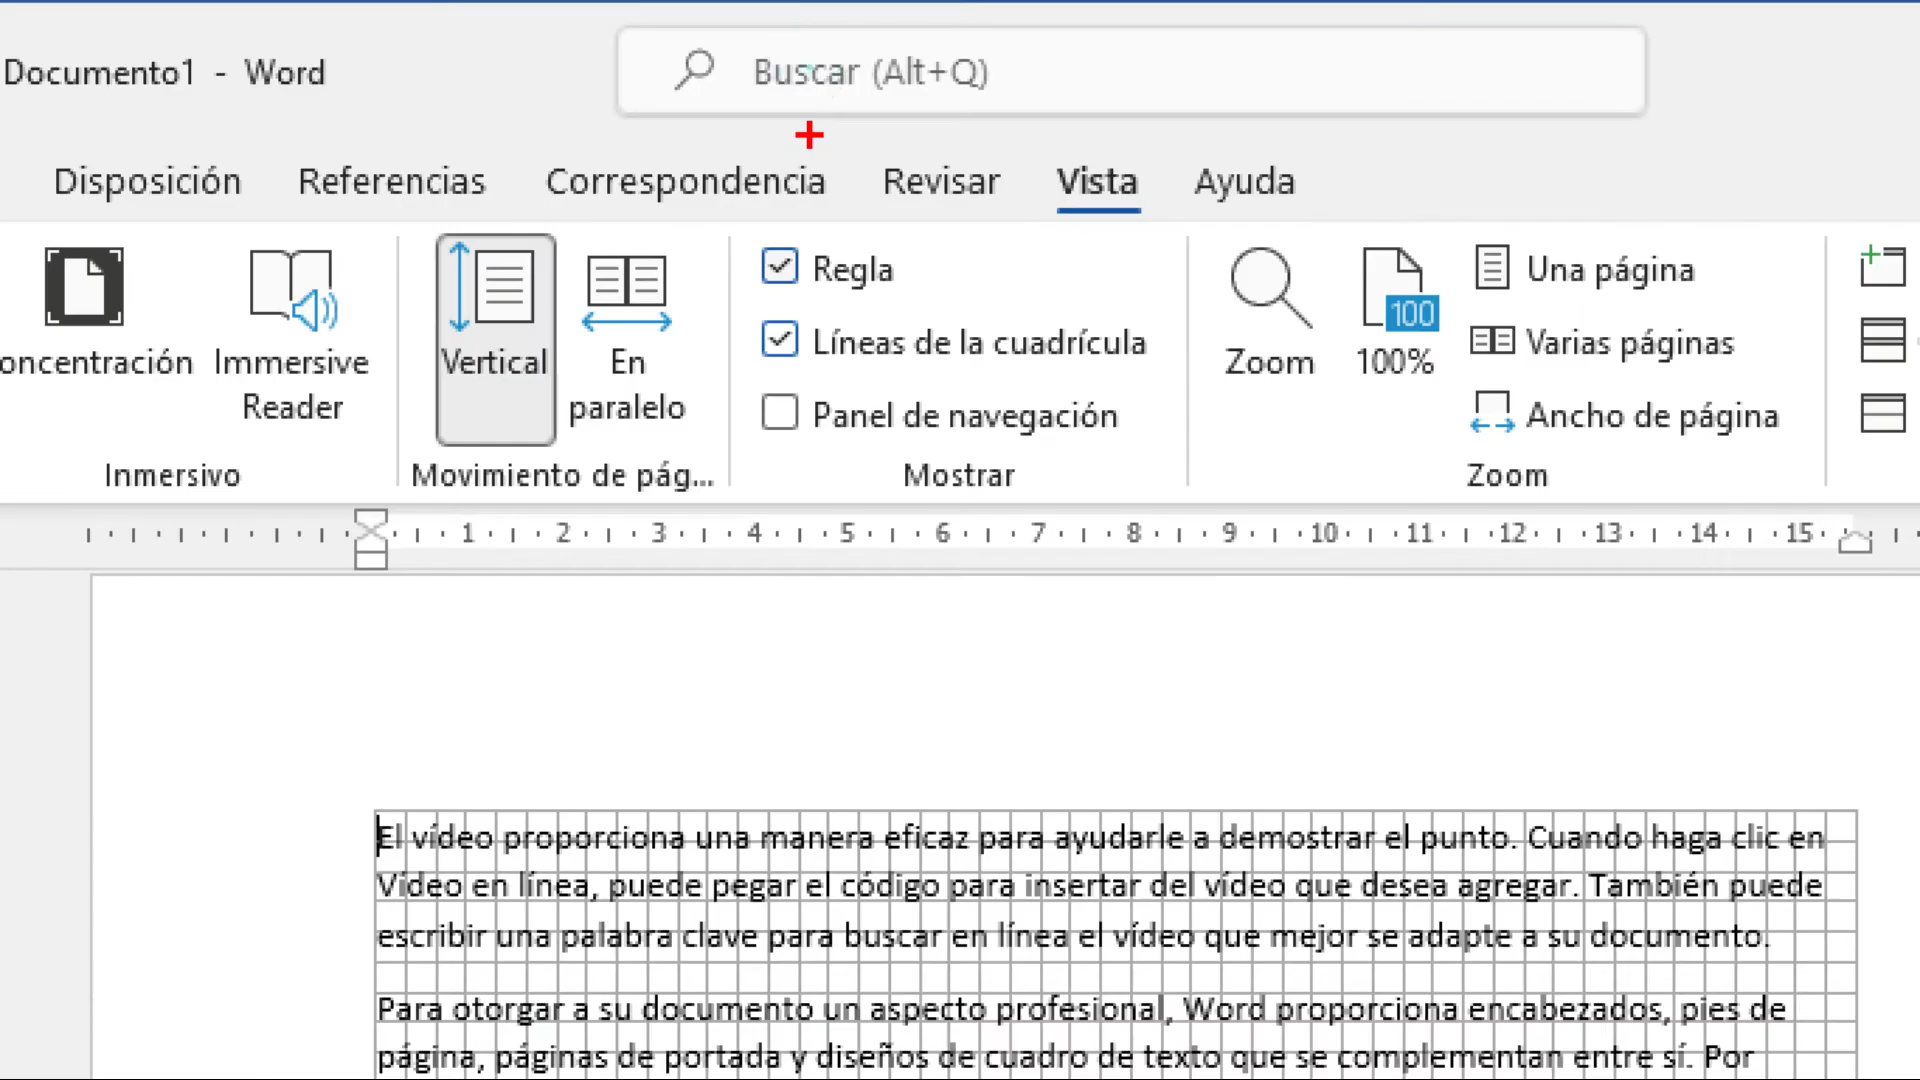 Documento1 - Word
Buscar (Alt+Q)
Disposición Referencias Correspondencia Revisar Vista Ayuda
oncentración
Immersive
Reader
Inmersivo
Vertical
En
paralelo
Movimiento de pág...
Regla
Líneas de la cuadrícula
Panel de navegación
Mostrar
Zoom
100
100%
Una página
Varias páginas
Ancho de página
Zoom
1 2 3 4 5 6 7 8 9 10 11 12 13 14 15
El vídeo proporciona una manera eficaz para ayudarle a demostrar el punto. Cuando haga clic en
Vídeo en línea, puede pegar el código para insertar del vídeo que desea agregar. También puede
escribir una palabra clave para buscar en línea el vídeo que mejor se adapte a su documento.
Para otorgar a su documento un aspecto profesional, Word proporciona encabezados, pies de
página, páginas de portada y diseños de cuadro de texto que se complementan entre sí. Por